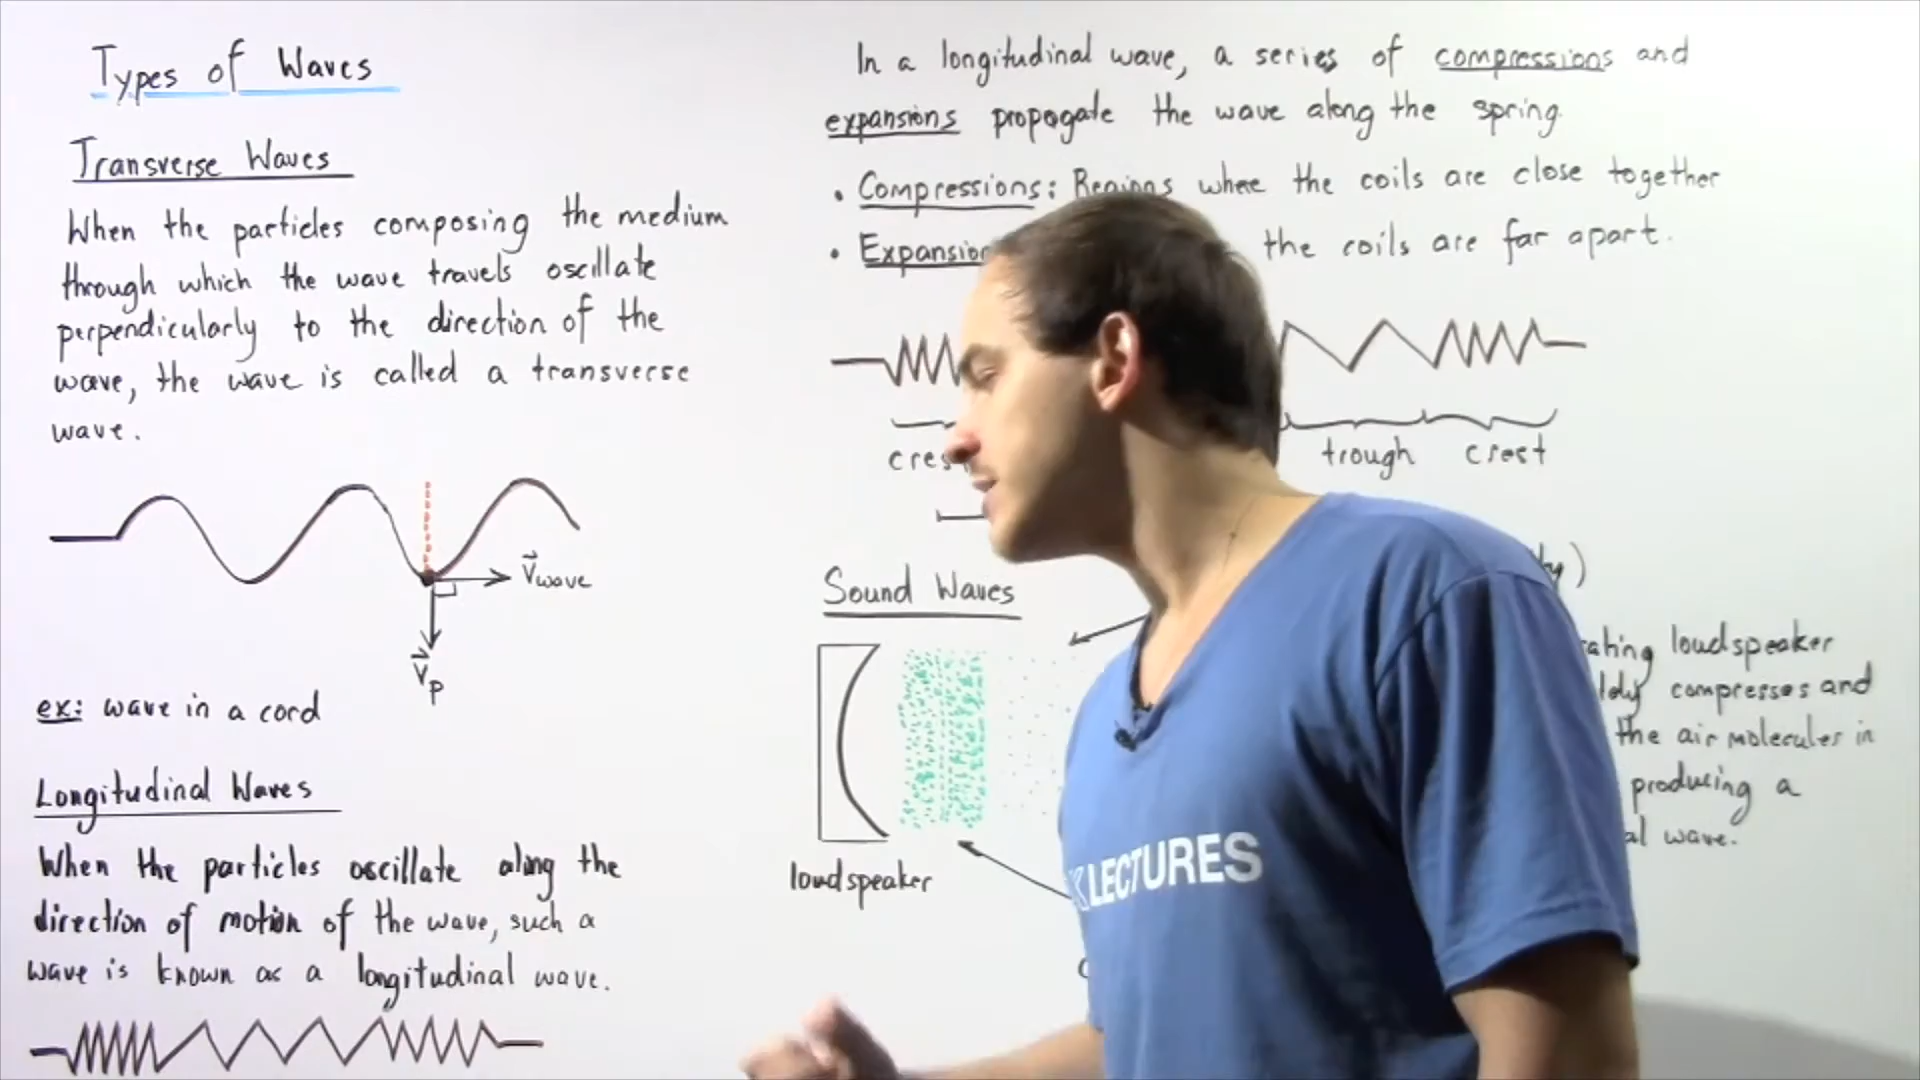 Types of Waves
Transverse Waves
When the particles composing the medium
through which the wave travels oscillate
perpendicularly to the direction of the
wave, the wave is called a transverse
wave.
V wave
V p
ex: wave in a cord
Longitudinal Waves
When the particles oscillate along the
direction of motion of the wave, such a
wave is known as a longitudinal wave.
In a longitudinal wave, a series of compressions and
expansions propagate the wave along the spring.
• Compressions: Regions where the coils are close together
• Expansion the coils are far apart.
cres trough crest
Sound Waves
loudspeaker
loudspeaker
compresses and
the air molecules in
producing a
wave.
LECTURES